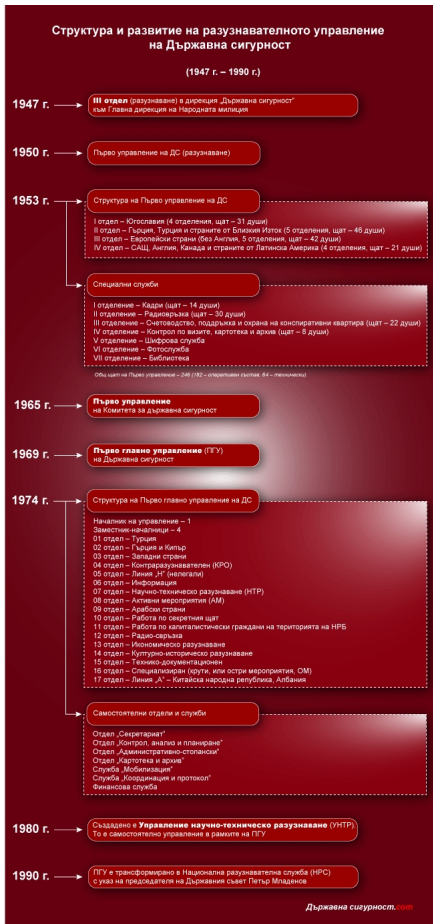 Структура и развитие на разузнавателното управление
на Държавна сигурност
(1947 г. – 1990 г.)
1947 г.
III отдел (разузнаване) в дирекция „Държавна сигурност“
към Главна дирекция на Народната милиция
1950 г.
Първо управление на ДС (разузнаване)
1953 г.
Структура на Първо управление на ДС
I отдел – Югославия (4 отделения, щат – 31 души)
II отдел – Гърция, Турция и страните от Близкия Изток (5 отделения, щат – 46 души)
III отдел – Европейски страни (без Англия, 5 отделения, щат – 42 души)
IV отдел – САЩ, Англия, Канада и страните от Латинска Америка (4 отделения, щат – 21 души)
Специални служби
I отделение – Кадри (щат – 14 души)
II отделение – Радиовръзка (щат – 30 души)
III отделение – Счетоводство, поддръжка и охрана на конспиративни квартира (щат – 22 души)
IV отделение – Контрол по визите, картотека и архив (щат – 8 души)
V отделение – Шифрова служба
VI отделение – Фотослужба
VII отделение – Библиотека
Общ щат на Първо управление – 246 (182 – оперативен състав, 64 – технически)
1965 г.
Първо управление
на Комитета за държавна сигурност
1969 г.
Първо главно управление (ПГУ)
на Държавна сигурност
1974 г.
Структура на Първо главно управление на ДС
Началник на управление – 1
Заместник-началници – 4
01 отдел – Турция
02 отдел – Гърция и Кипър
03 отдел – Западни страни
04 отдел – Контраразузнавателен (КРО)
05 отдел – Линия „Н“ (нелегали)
06 отдел – Информация
07 отдел – Научно-техническо разузнаване (НТР)
08 отдел – Активни мероприятия (АМ)
09 отдел – Арабски страни
10 отдел – Работа по секретния щат
11 отдел – Работа по капиталистически граждани на територията на НРБ
12 отдел – Радио-свръзка
13 отдел – Икономическо разузнаване
14 отдел – Културно-историческо разузнаване
15 отдел – Технико-документационен
16 отдел – Специализиран (крути, или остри мероприятия, ОМ)
17 отдел – Линия „А“ – Китайска народна република, Албания
Самостоятелни отдели и служби
Отдел „Секретариат“
Отдел „Контрол, анализ и планиране“
Отдел „Административно-стопански“
Отдел „Картотека и архив“
Служба „Мобилизация“
Служба „Координация и протокол“
Финансова служба
1980 г.
Създадено е Управление научно-техническо разузнаване (УНТР)
То е самостоятелно управление в рамките на ПГУ
1990 г.
ПГУ е трансформирано в Национална разузнавателна служба (НРС)
с указ на председателя на Държавния съвет Петър Младенов
Държавна сигурност.com